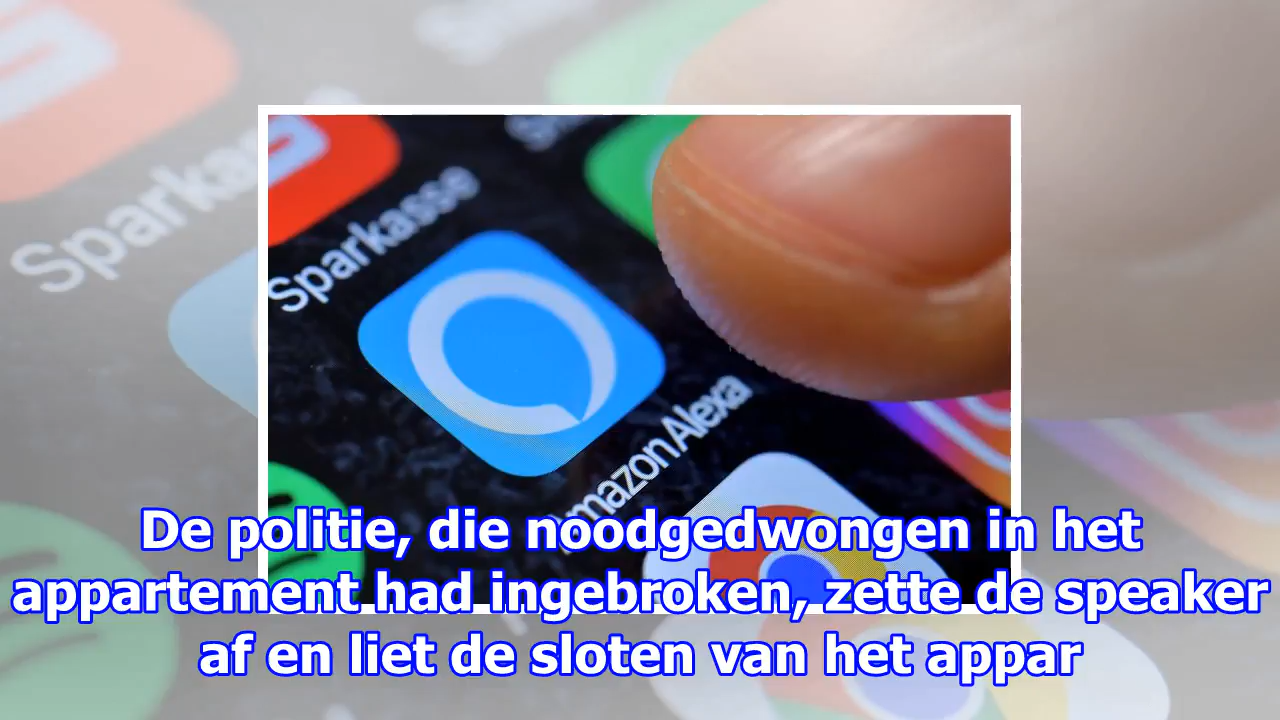 Sparkasse
Amazon Alexa
De politie, die noodgedwongen in het
appartement had ingebroken, zette de speaker
af en liet de sloten van het appar